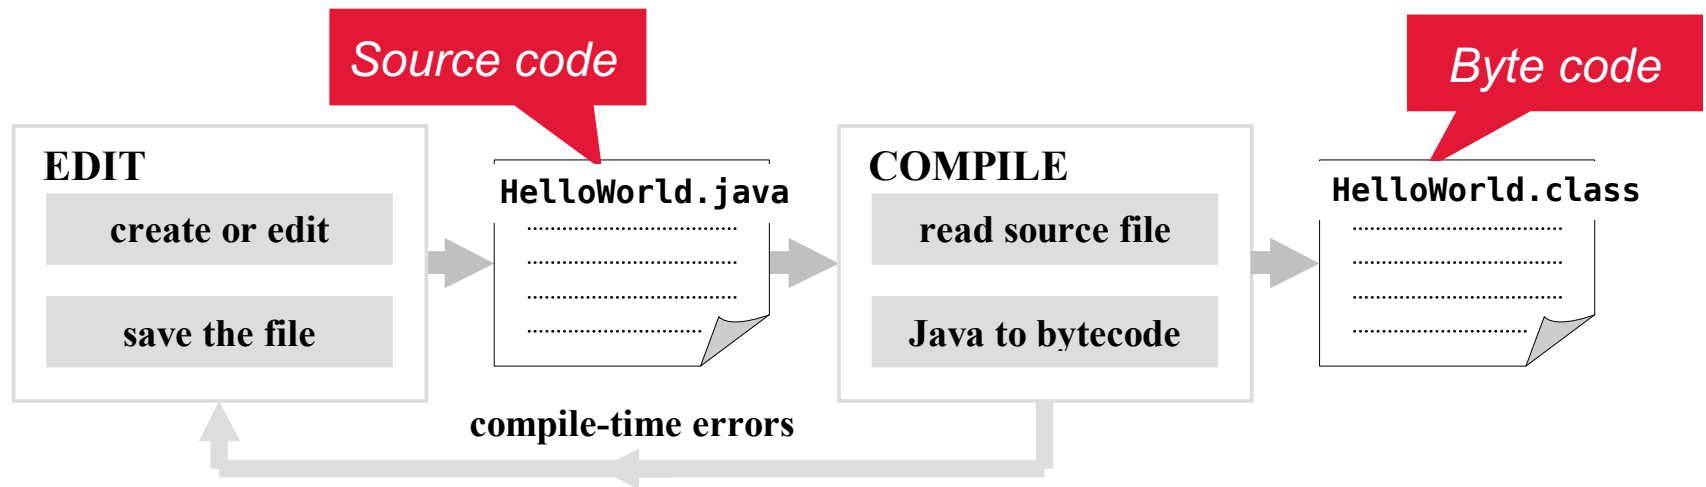 Source code
Byte code
EDIT
create or edit
save the file
HelloWorld.java
COMPILE
read source file
Java to bytecode
HelloWorld.class
compile-time errors